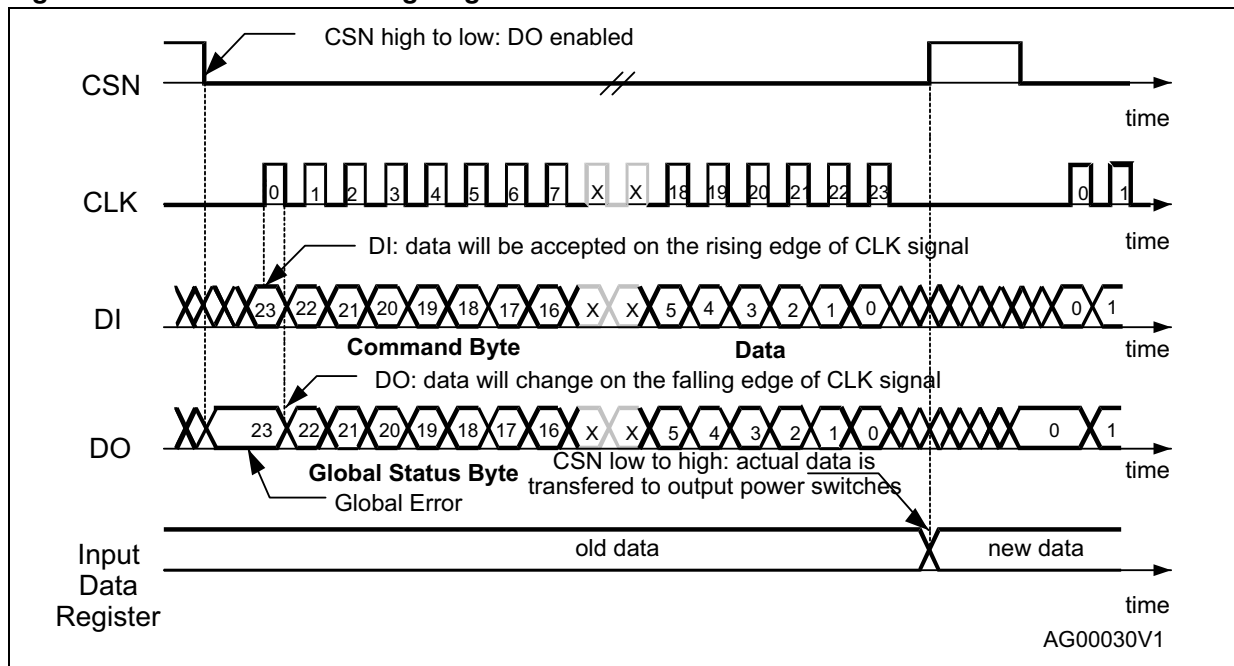 CSN high to low: DO enabled
CSN
time
0 1 2 3 4 5 6 7 X X 18 19 20 21 22 23 0 1
CLK
time
DI: data will be accepted on the rising edge of CLK signal
23 22 21 20 19 18 17 16 X X 5 4 3 2 1 0 0 1
DI
Command Byte Data
time
DO: data will change on the falling edge of CLK signal
23 22 21 20 19 18 17 16 X X 5 4 3 2 1 0 0 1
DO
Global Status Byte
CSN low to high: actual data is
transfered to output power switches
time
Global Error
old data new data
Input
Data
Register
time
AG00030V1